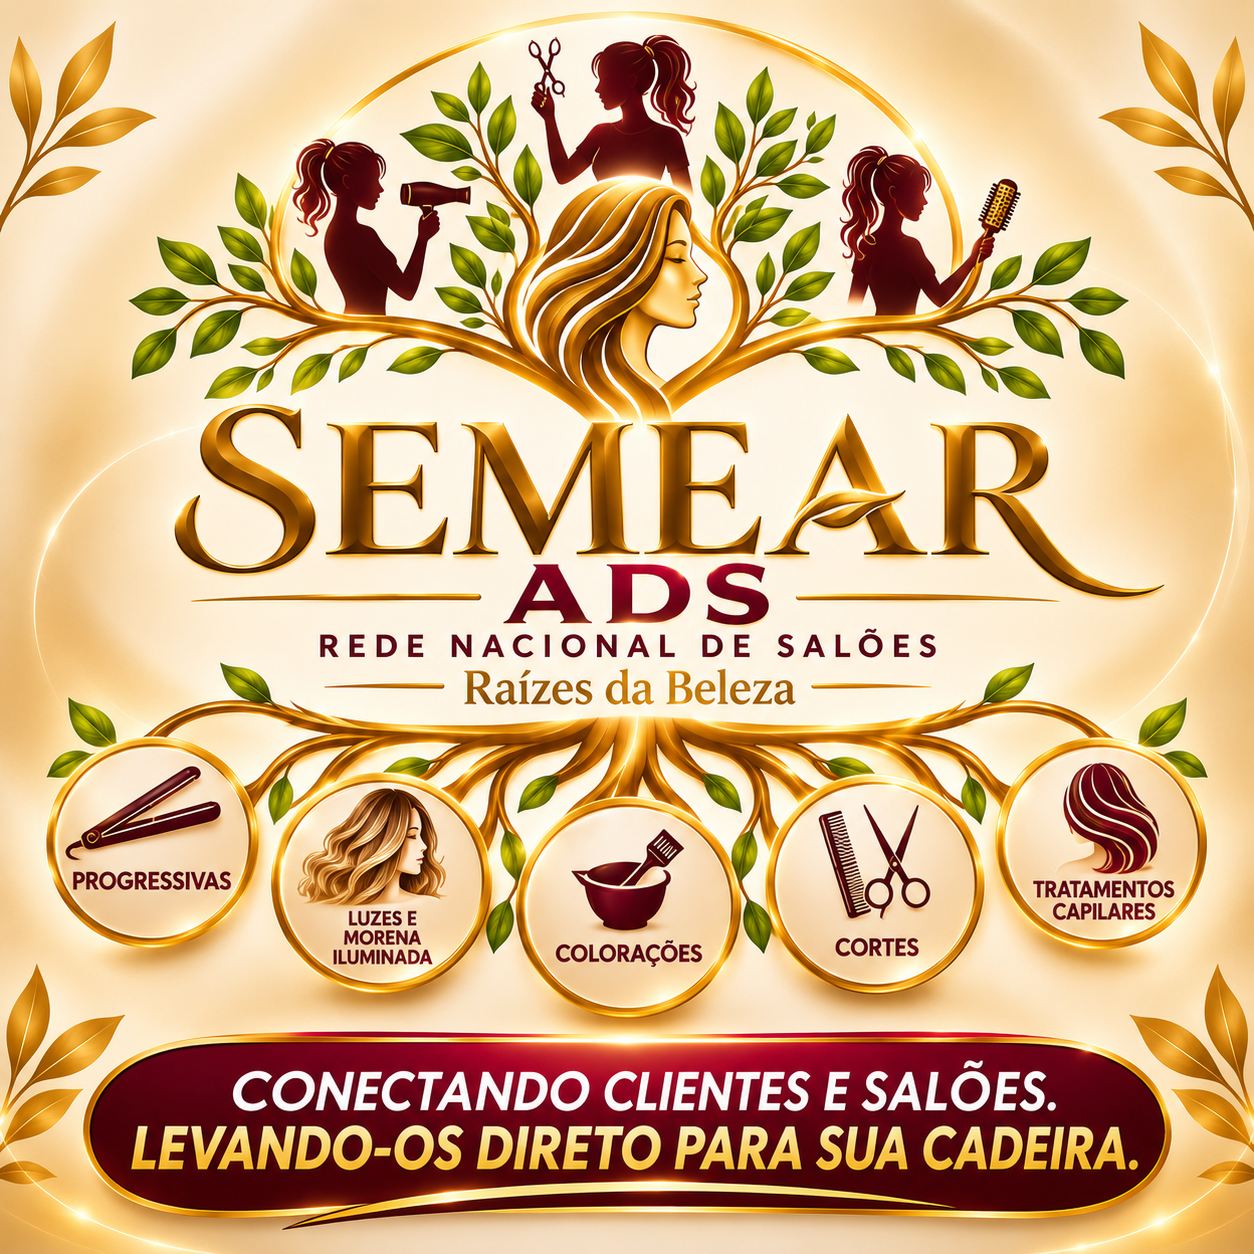 SEMEAR
ADS
REDE NACIONAL DE SALÕES
Raízes da Beleza
PROGRESSIVAS
LUZES E
MORENA
ILUMINADA
COLORAÇÕES
CORTES
TRATAMENTOS
CAPILARES
CONECTANDO CLIENTES E SALÕES.
LEVANDO-OS DIRETO PARA SUA CADEIRA.